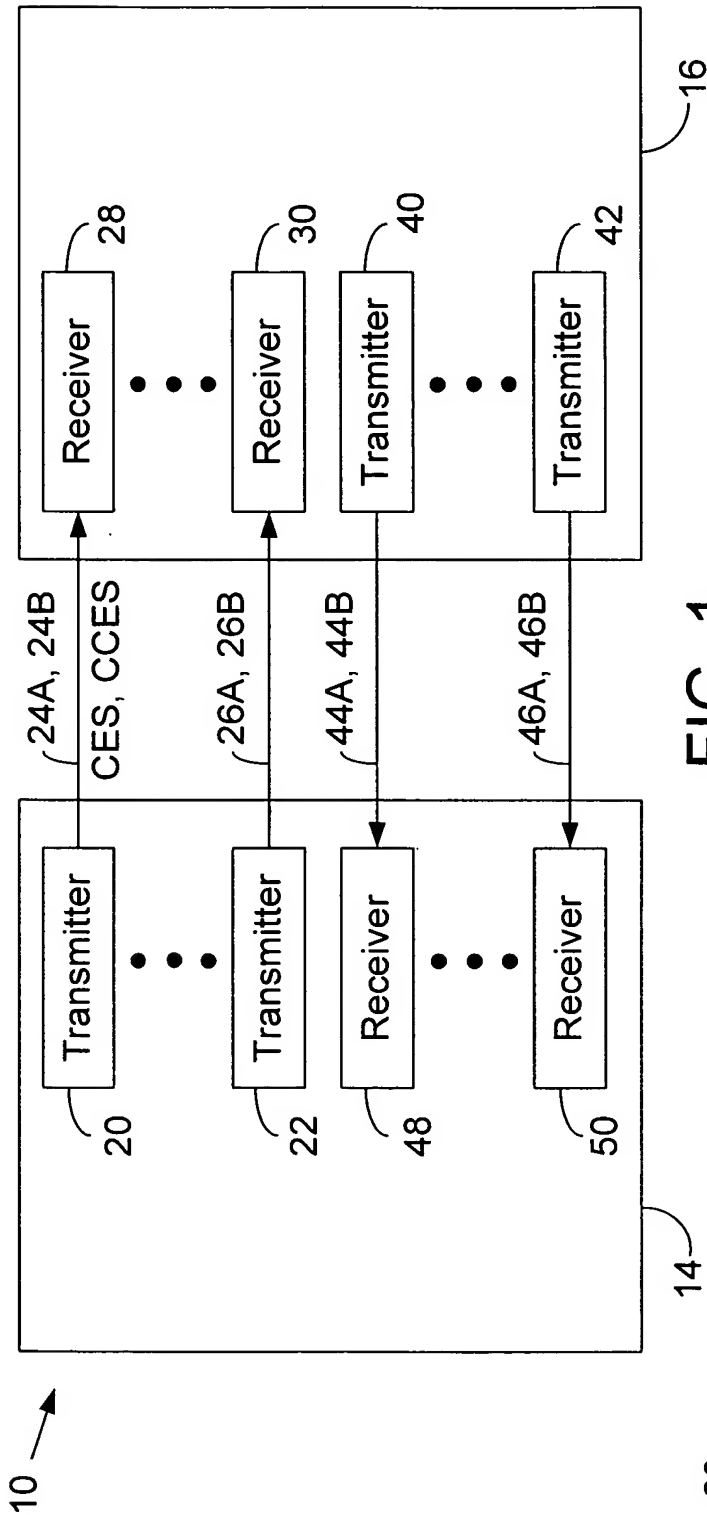 10
Transmitter
24A, 24B
Receiver
20
CES, CCES
28
Transmitter
26A, 26B
Receiver
22
30
Receiver
44A, 44B
Transmitter
48
40
Receiver
46A, 46B
Transmitter
50
42
14
16
FIG. 1